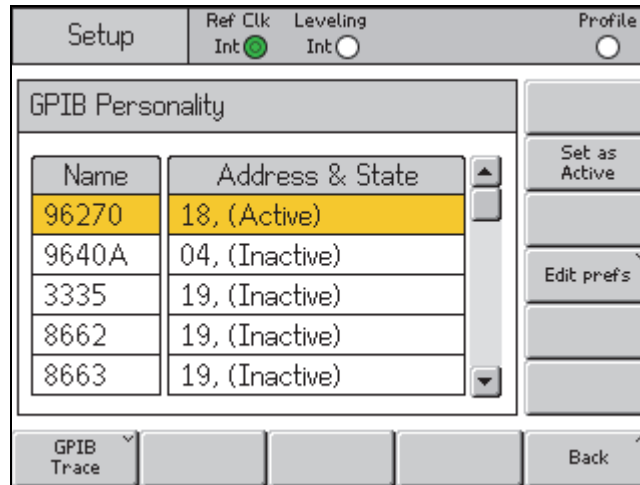 Setup
Ref Clk Leveling
Int Int
Profile
GPIB Personality
Name Address & State
96270 18, (Active)
9640A 04, (Inactive)
3335 19, (Inactive)
8662 19, (Inactive)
8663 19, (Inactive)
Set as
Active
Edit prefs
GPIB
Trace
Back